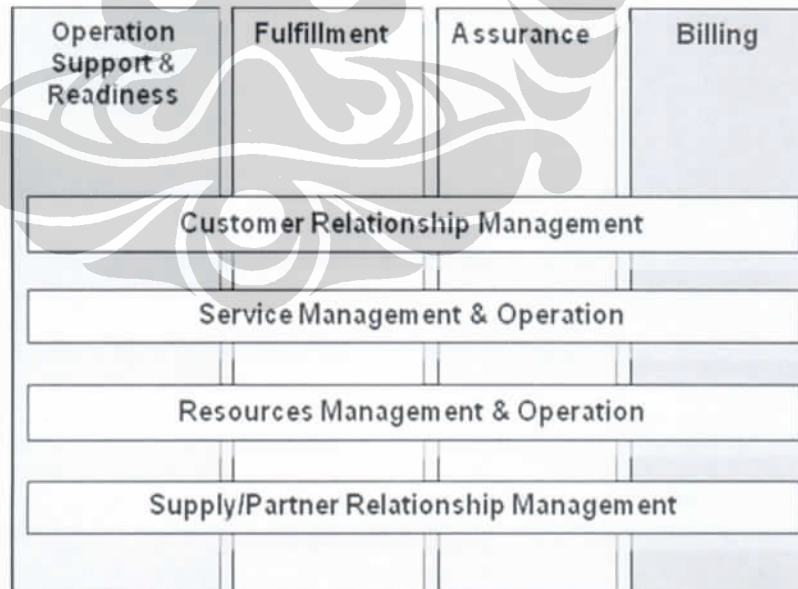 Operation
Support &
Readiness
Fulfillment
Assurance
Billing
Customer Relationship Management
Service Management & Operation
Resources Management & Operation
Supply/Partner Relationship Management